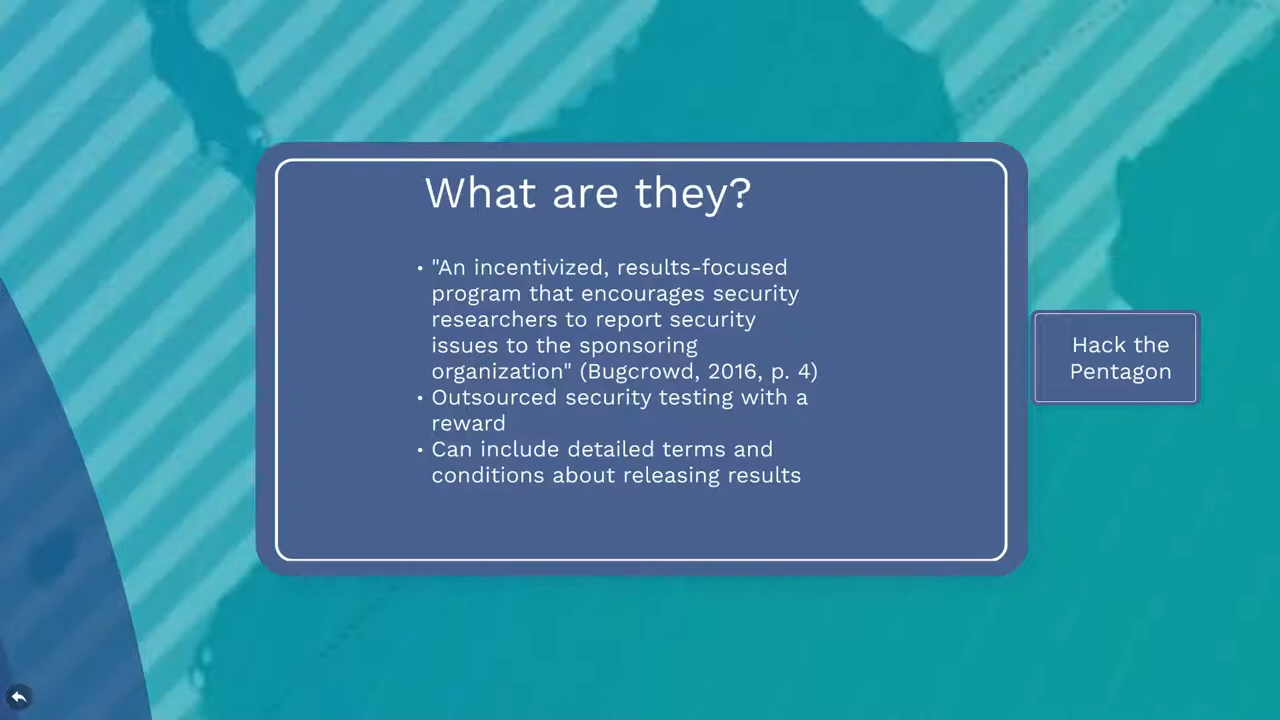 What are they?
• "An incentivized, results-focused
program that encourages security
researchers to report security
issues to the sponsoring
organization" (Bugcrowd, 2016, p. 4)
• Outsourced security testing with a
reward
• Can include detailed terms and
conditions about releasing results
Hack the
Pentagon